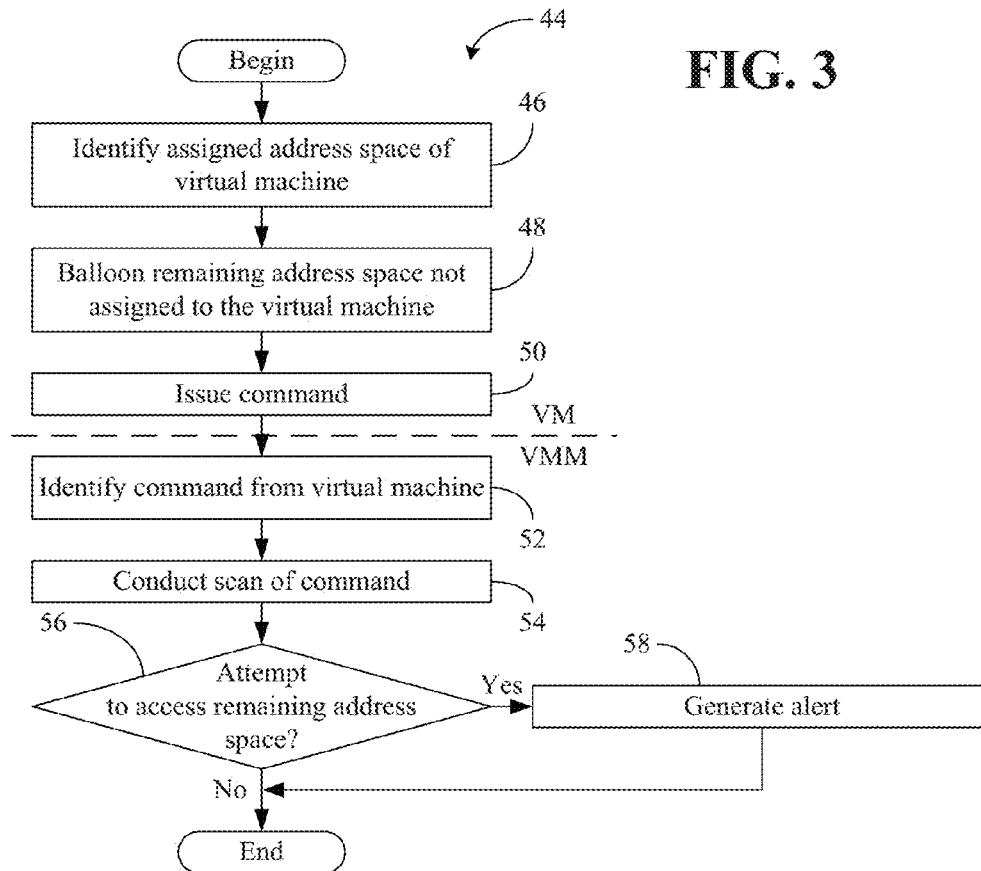 44
FIG. 3
Begin
46
Identify assigned address space of
virtual machine
48
Balloon remaining address space not
assigned to the virtual machine
50
Issue command
VM
VMM
Identify command from virtual machine
52
Conduct scan of command
54
56
Attempt
to access remaining address
space?
Yes
58
Generate alert
No
End